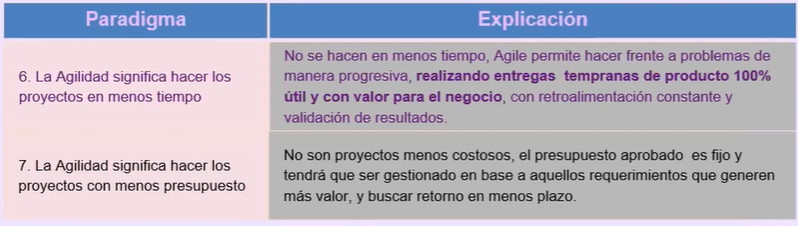 Paradigma
Explicación
6. La Agilidad significa hacer los
proyectos en menos tiempo
No se hacen en menos tiempo, Agile permite hacer frente a problemas de
manera progresiva, realizando entregas tempranas de producto 100%
útil y con valor para el negocio, con retroalimentación constante y
validación de resultados.
7. La Agilidad significa hacer los
proyectos con menos presupuesto
No son proyectos menos costosos, el presupuesto aprobado es fijo y
tendrá que ser gestionado en base a aquellos requerimientos que generen
más valor, y buscar retorno en menos plazo.